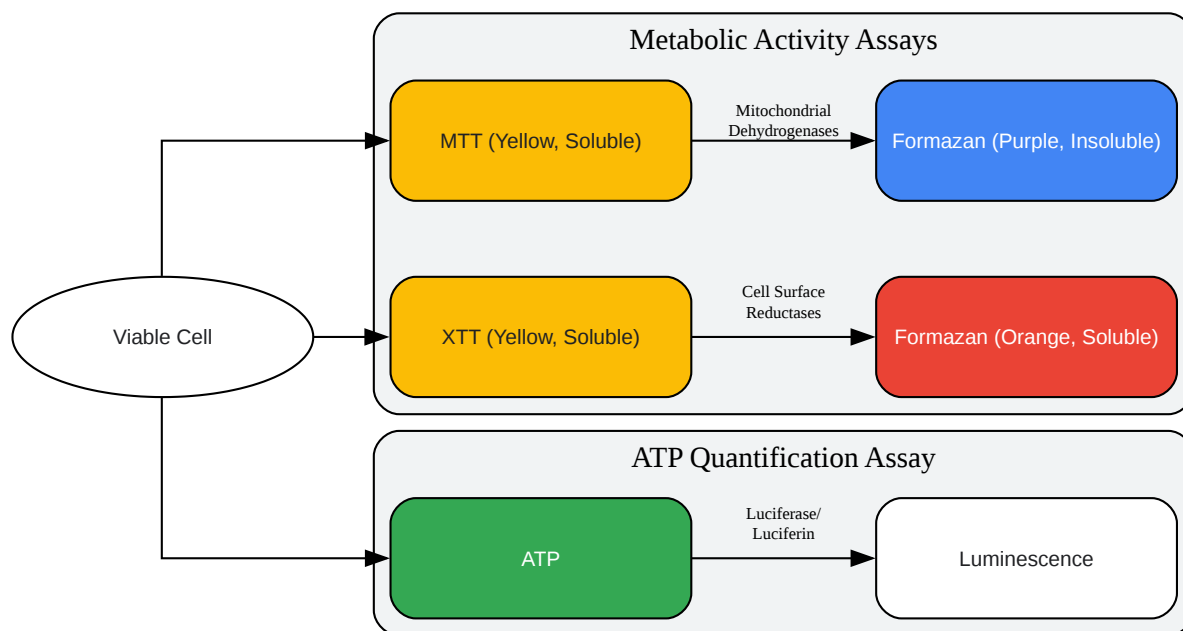 Metabolic Activity Assays
MTT (Yellow, Soluble)
Mitochondrial
Dehydrogenases
Formazan (Purple, Insoluble)
Viable Cell
XTT (Yellow, Soluble)
Cell Surface
Reductases
Formazan (Orange, Soluble)
ATP Quantification Assay
ATP
Luciferase/
Luciferin
Luminescence